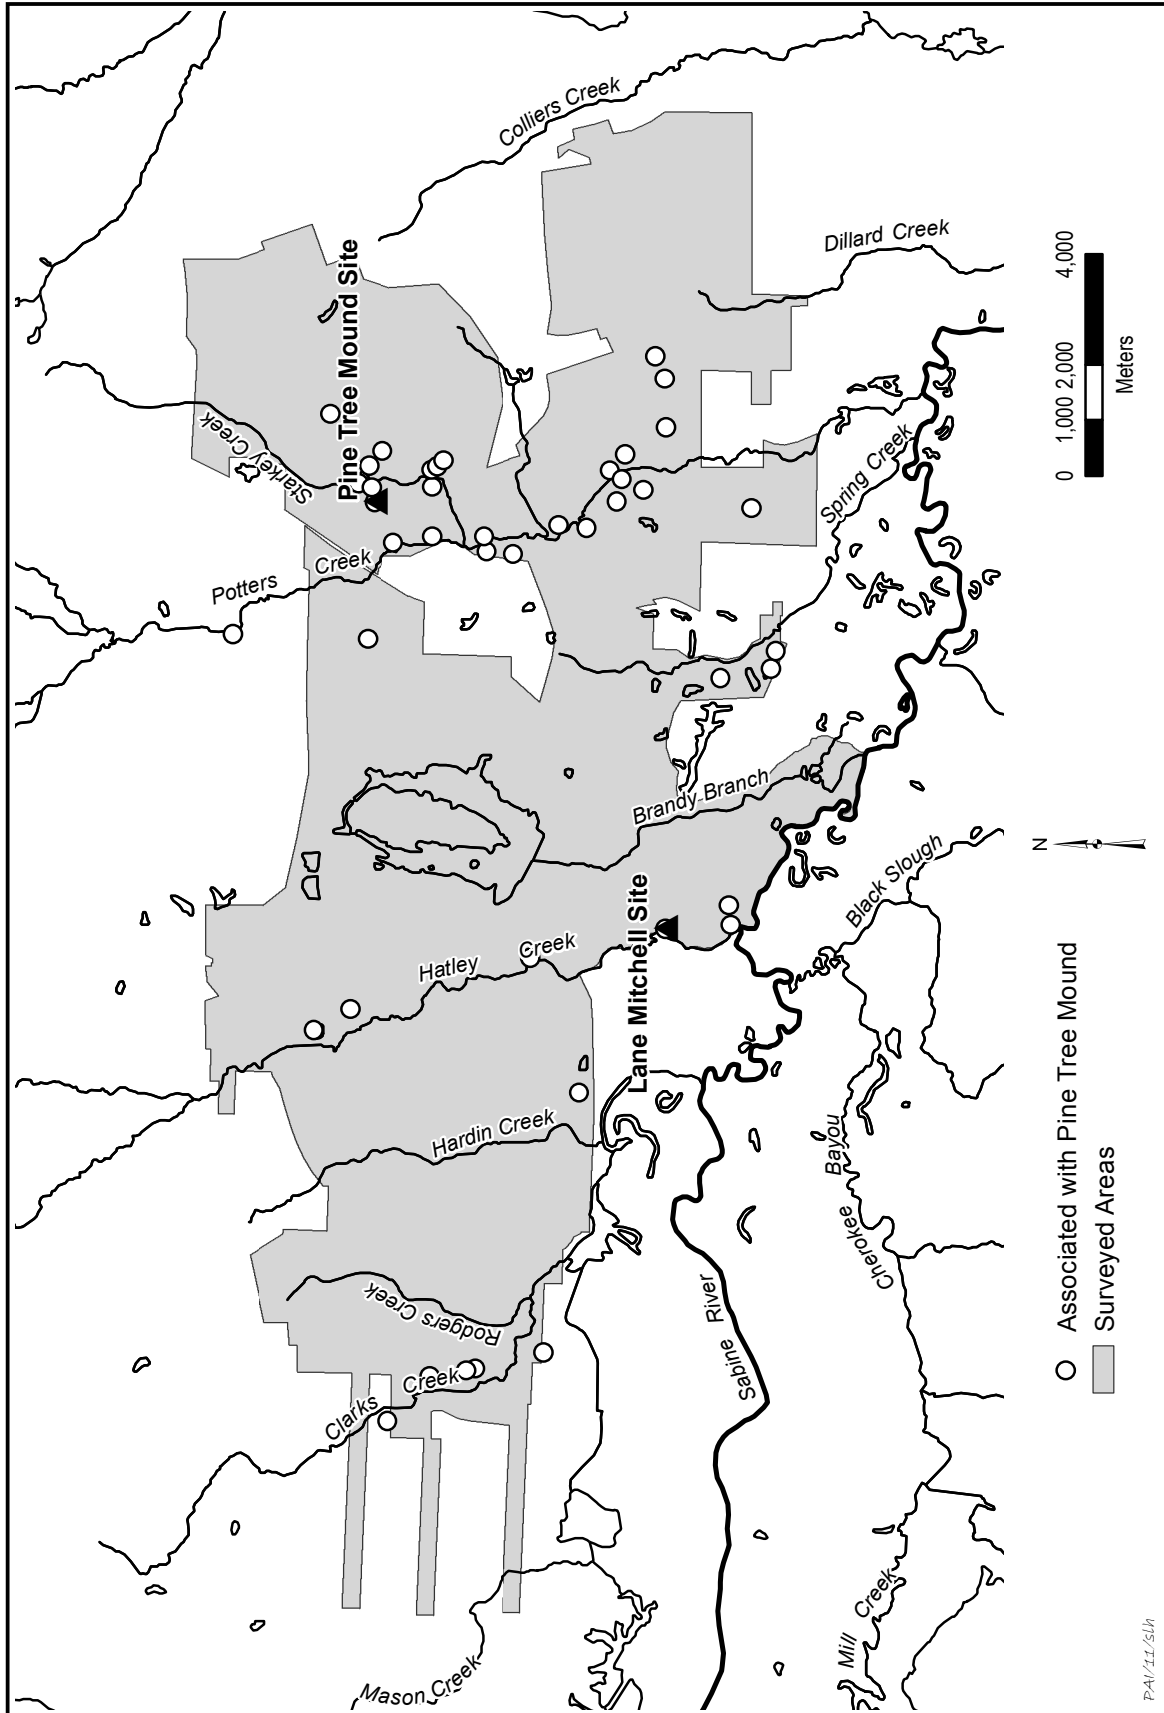 Colliers Creek
Pine Tree Mound Site
Starkey Creek
Dillard Creek
Potters Creek
Spring Creek
Brandy Branch
Hatley Creek
Lane Mitchell Site
Black Slough
Hardin Creek
Rodgers Creek
Clarks Creek
Sabine River
Cherokee Bayou
Mason Creek
Mill Creek
N
0 1000 2,000 4,000
Meters
Associated with Pine Tree Mound
Surveyed Areas
PAI/11/slh